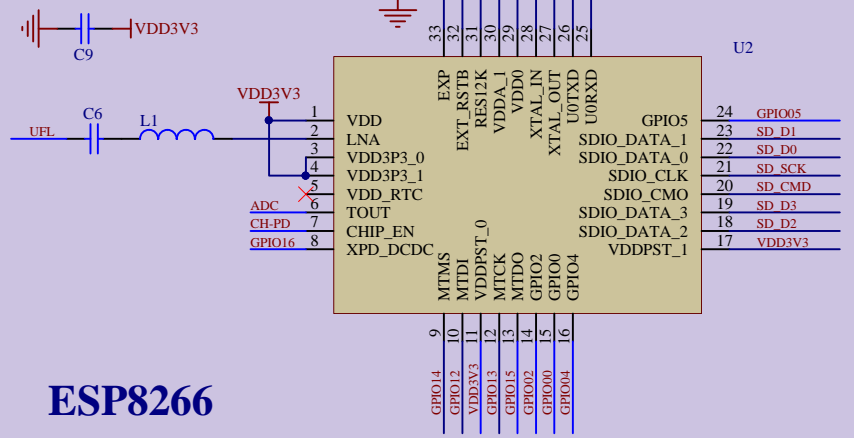 VDD3V3
C9
33
32
31
30
29
28
27
26
25
U2
EXP
EXT_RSTB
RES12K
VDDA_1
VDD0
XTAL_IN
XTAL_OUT
U0TXD
U0RXD
VDD3V3
C6
L1
UFL
1 VDD
2 LNA
3 VDD3P3_0
4 VDD3P3_1
5 VDD_RTC
ADC 6 TOUT
CH-PD 7 CHIP_EN
GPIO16 8 XPD_DCDC
GPIO5 24 GPIO05
SDIO_DATA_1 23 SD_D1
SDIO_DATA_0 22 SD_D0
SDIO_CLK 21 SD_SCK
SDIO_CMO 20 SD_CMD
SDIO_DATA_3 19 SD_D3
SDIO_DATA_2 18 SD_D2
VDDPST_1 17 VDD3V3
MTMS
MTDI
VDDPST_0
MTCK
MTDO
GPIO2
GPIO0
GPIO4
9
10
11
12
13
14
15
16
GPIO14
GPIO12
VDD3V3
GPIO13
GPIO15
GPIO02
GPIO00
GPIO04
ESP8266